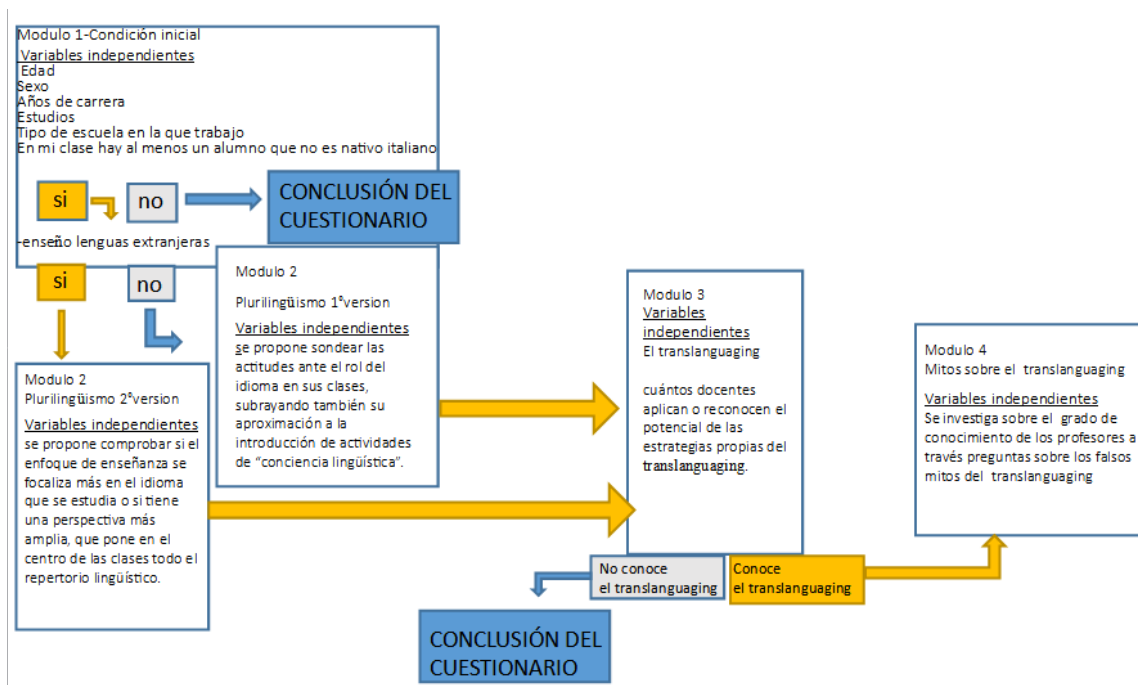 Modulo 1-Condición inicial
Variables independientes
Edad
Sexo
Años de carrera
Estudios
Tipo de escuela en la que trabajo
En mi clase hay al menos un alumno que no es nativo italiano
si
no
CONCLUSIÓN DEL
CUESTIONARIO
-enseño lenguas extranjeras
si
no
Modulo 2
Plurilingüismo 1°version
Variables independientes
se propone sondear las
actitudes ante el rol del
idioma en sus clases,
subrayando también su
aproximación a la
introducción de actividades
de “conciencia lingüística”.
Modulo 2
Plurilingüismo 2°version
Variables independientes
se propone comprobar si el
enfoque de enseñanza se
focaliza más en el idioma
que se estudia o si tiene
una perspectiva más
amplia, que pone en el
centro de las clases todo el
repertorio lingüístico.
Modulo 3
Variables
independientes
El translanguaging
cuántos docentes
aplican o reconocen el
potencial de las
estrategias propias del
translanguaging.
No conoce
el translanguaging
Conoce
el translanguaging
CONCLUSIÓN DEL
CUESTIONARIO
Modulo 4
Mitos sobre el translanguaging
Variables independientes
Se investiga sobre el grado de
conocimiento de los profesores a
través preguntas sobre los falsos
mitos del translanguaging